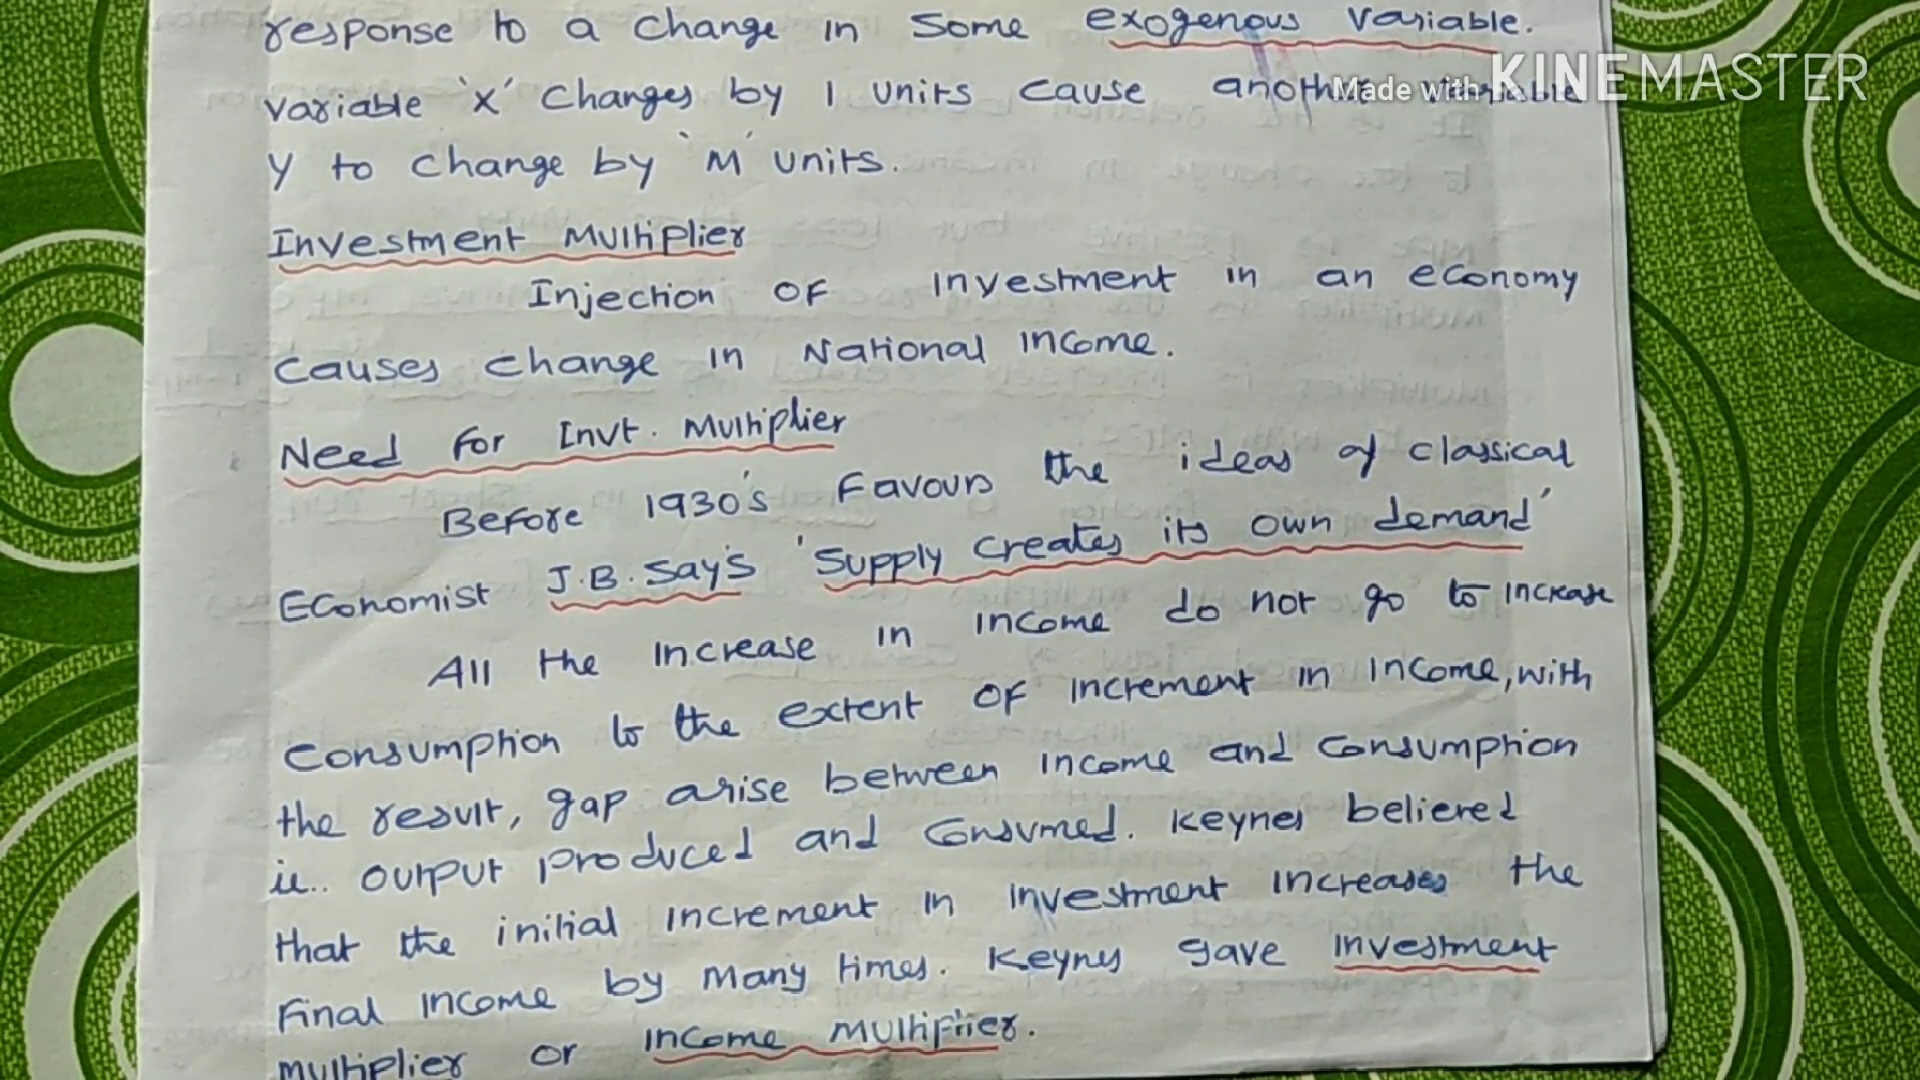 response to a change in some exogenous variable.
variable 'x' changes by 1 units cause another variable
Made with KINEMASTER
y to change by 'M' units.
Investment Multiplier
Injection of investment in an economy
causes change in National income.
Need for Invt. Multiplier
Before 1930's favours the ideas of classical
Economist J.B. Say's 'Supply creates its own demand'
All the increase in income do not go to increase
consumption to the extent of increment in income, with
the result, gap arise between income and consumption
ie.. output produced and consumed. Keynes believed
that the initial increment in investment increases the
final income by many times. Keynes gave investment
multiplier or income multiplier.